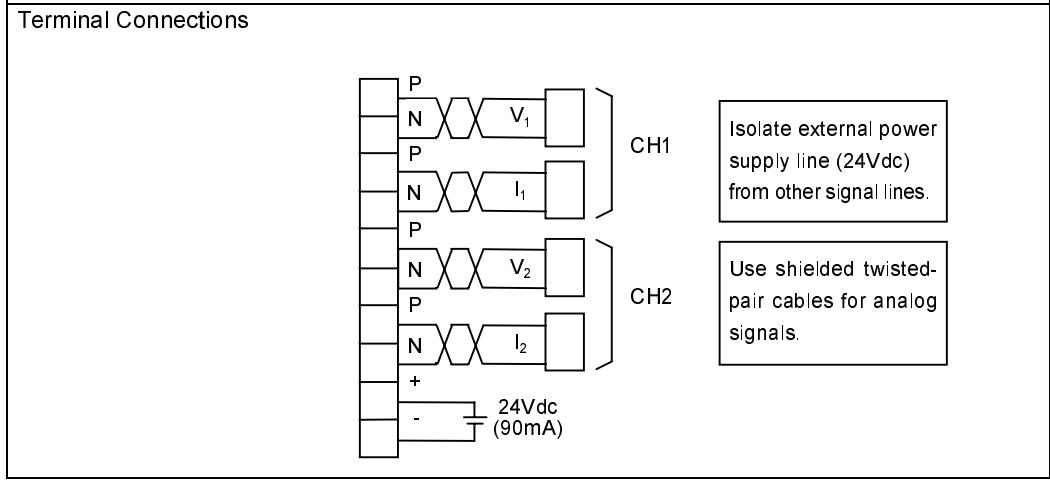 Terminal Connections
P
N
V₁
P
N
I₁
CH1
P
N
V₂
P
N
I₂
CH2
+
-
24Vdc
(90mA)
Isolate external power
supply line (24Vdc)
from other signal lines.
Use shielded twisted-
pair cables for analog
signals.